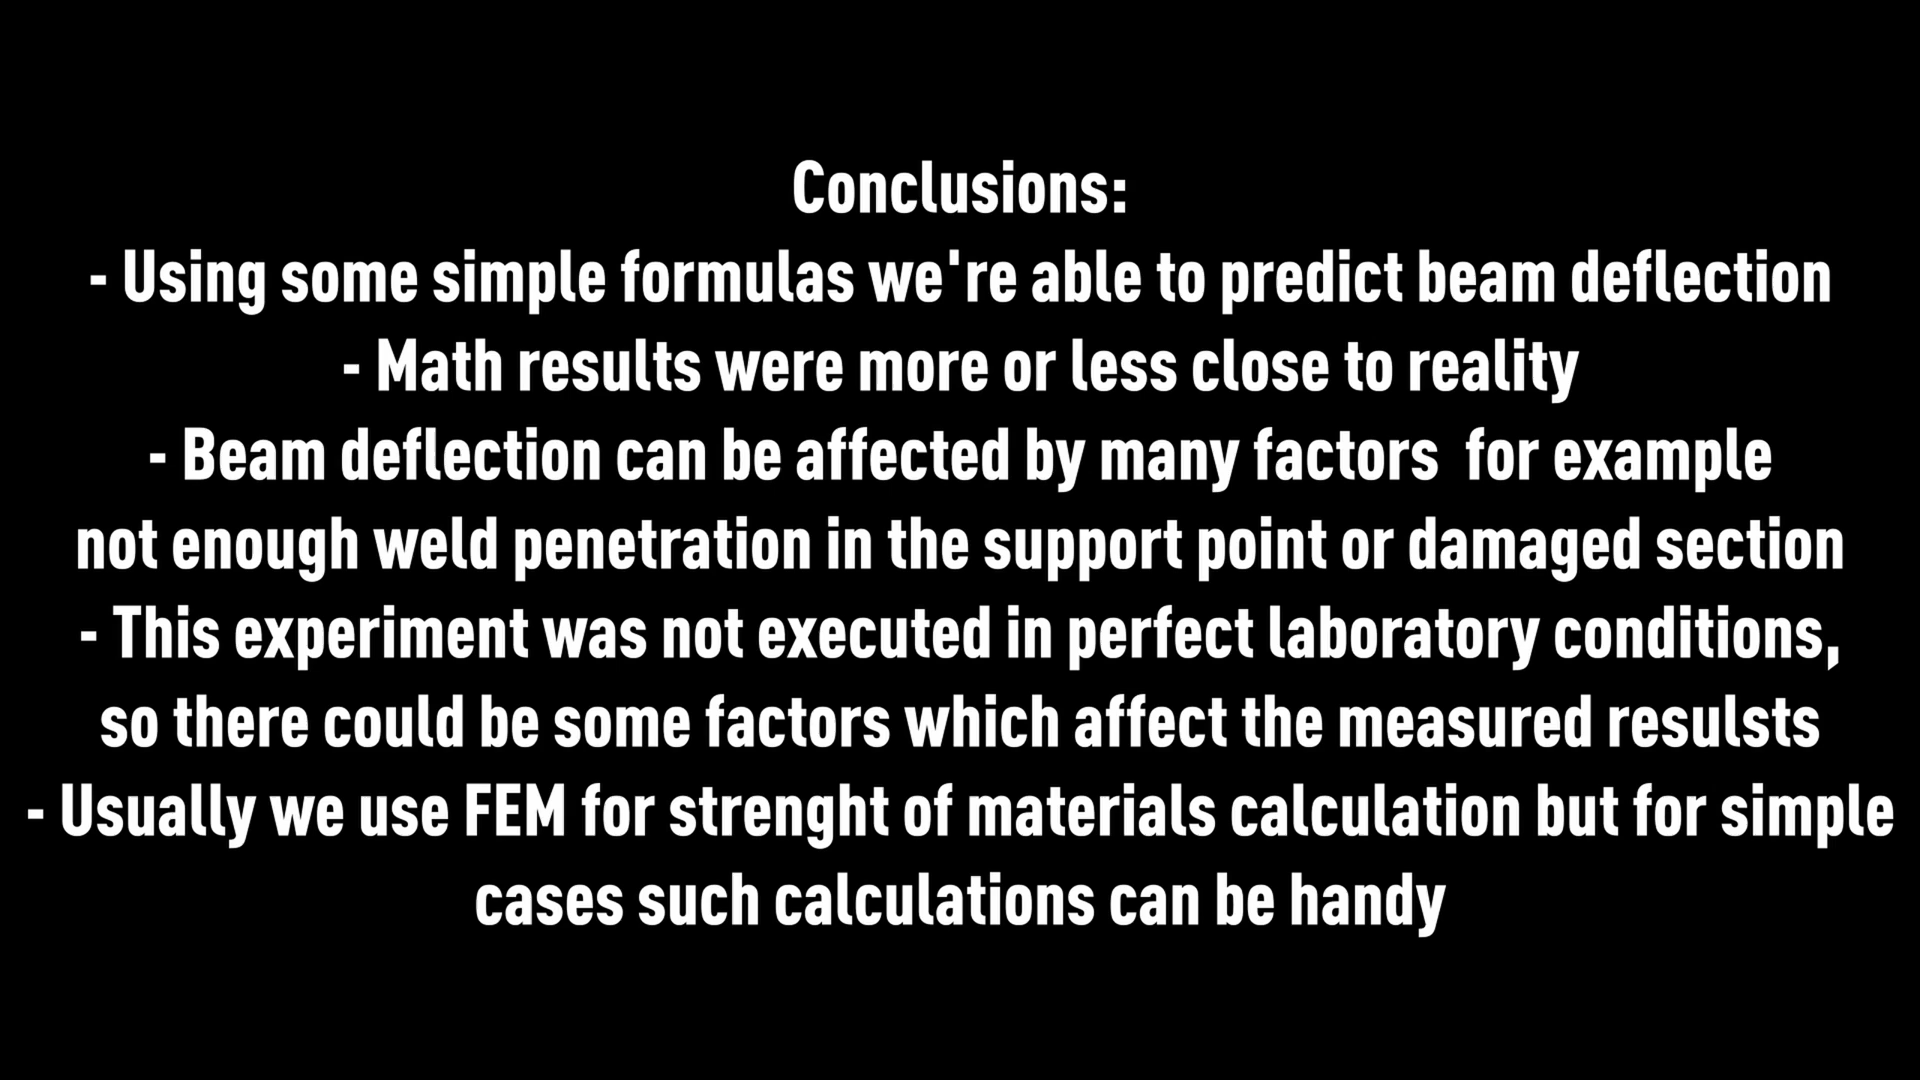 Conclusions:
- Using some simple formulas we're able to predict beam deflection
- Math results were more or less close to reality
- Beam deflection can be affected by many factors  for example
not enough weld penetration in the support point or damaged section
- This experiment was not executed in perfect laboratory conditions,
so there could be some factors which affect the measured resulsts
- Usually we use FEM for strenght of materials calculation but for simple
cases such calculations can be handy